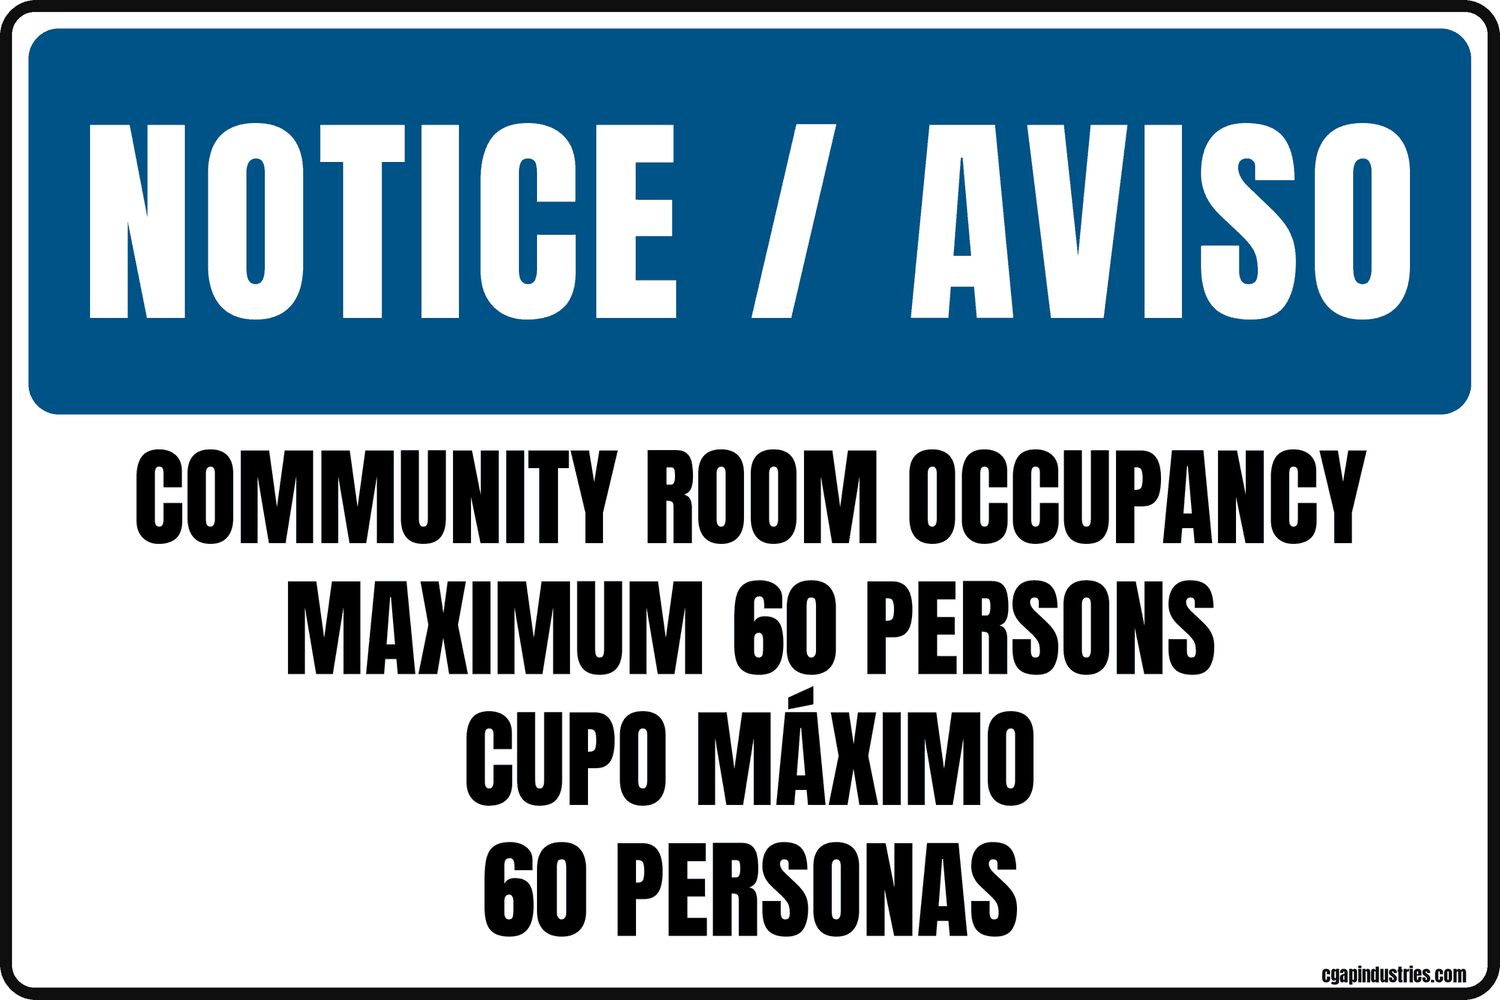 NOTICE / AVISO
COMMUNITY ROOM OCCUPANCY
MAXIMUM 60 PERSONS
CUPO MÁXIMO
60 PERSONAS
cgapindustries.com